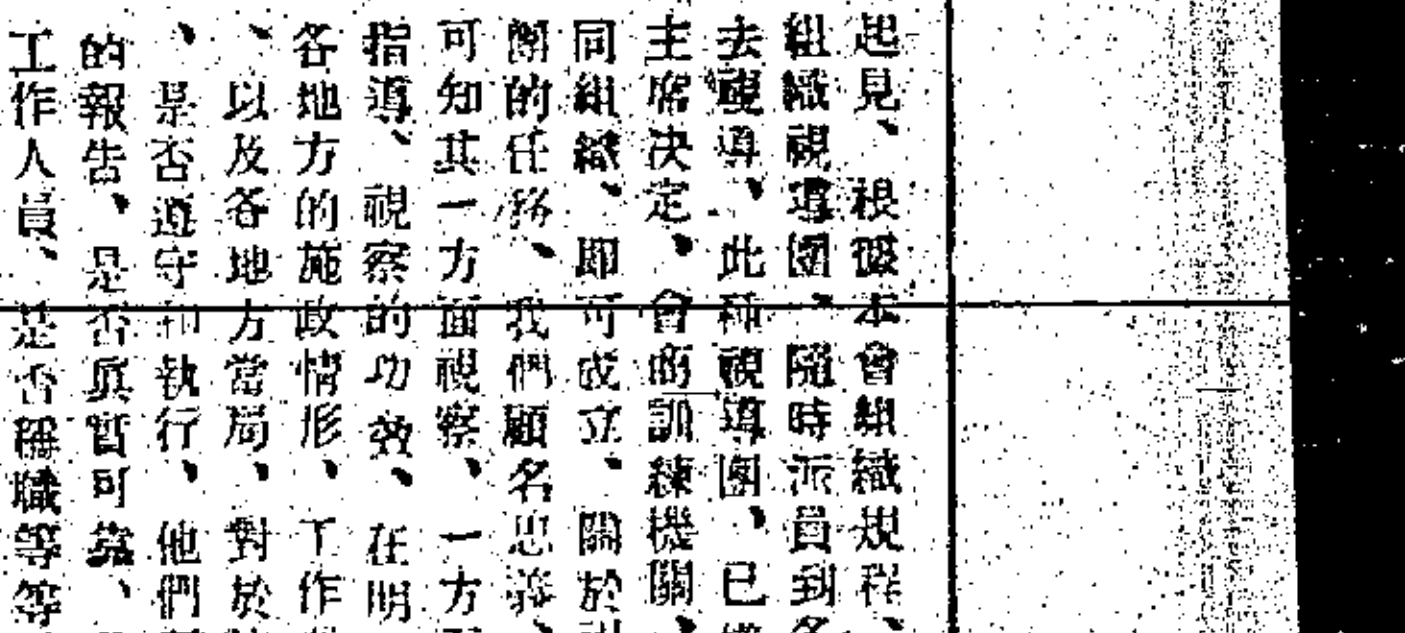 起見、根據本會組織規程、
組織視導團、隨時派員到各
去視導、此種視導團、已
主席決定、會商訓練機關、
同組織、即可成立、關於
團的任務、我們顧名思義、
可知其一方面視察、一方
指導、視察的功效、在明
各地方的施政情形、工作
、以及各地方當局、對於
、是否遵守和執行、他們
的報告、是否眞實可靠、
工作人員、是否稱職等等